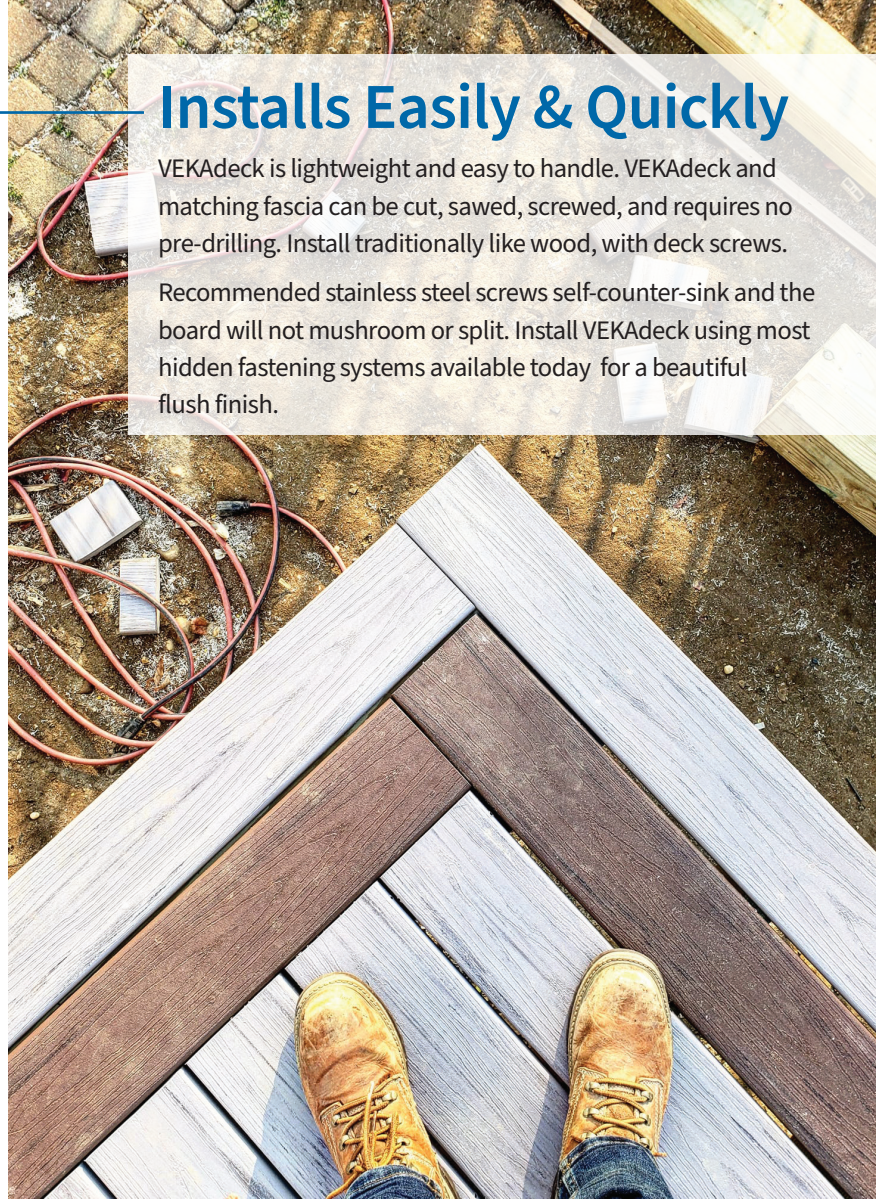 Installs Easily & Quickly
VEKAdeck is lightweight and easy to handle. VEKAdeck and
matching fascia can be cut, sawed, screwed, and requires no
pre-drilling. Install traditionally like wood, with deck screws.
Recommended stainless steel screws self-counter-sink and the
board will not mushroom or split. Install VEKAdeck using most
hidden fastening systems available today  for a beautiful
flush finish.